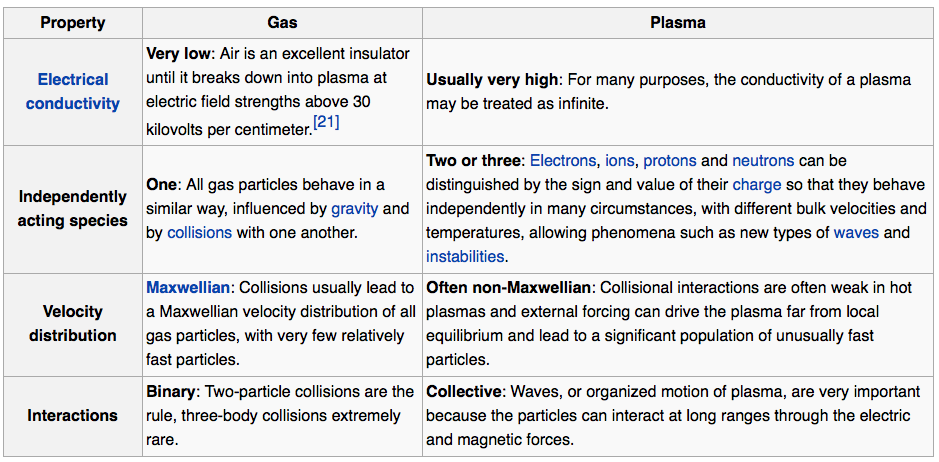 Property Gas Plasma
Electrical
conductivity
Very low: Air is an excellent insulator
until it breaks down into plasma at
electric field strengths above 30
kilovolts per centimeter.[21]
Usually very high: For many purposes, the conductivity of a plasma
may be treated as infinite.
Independently
acting species
One: All gas particles behave in a
similar way, influenced by gravity and
by collisions with one another.
Two or three: Electrons, ions, protons and neutrons can be
distinguished by the sign and value of their charge so that they behave
independently in many circumstances, with different bulk velocities and
temperatures, allowing phenomena such as new types of waves and
instabilities.
Velocity
distribution
Maxwellian: Collisions usually lead to
a Maxwellian velocity distribution of all
gas particles, with very few relatively
fast particles.
Often non-Maxwellian: Collisional interactions are often weak in hot
plasmas and external forcing can drive the plasma far from local
equilibrium and lead to a significant population of unusually fast
particles.
Interactions
Binary: Two-particle collisions are the
rule, three-body collisions extremely
rare.
Collective: Waves, or organized motion of plasma, are very important
because the particles can interact at long ranges through the electric
and magnetic forces.